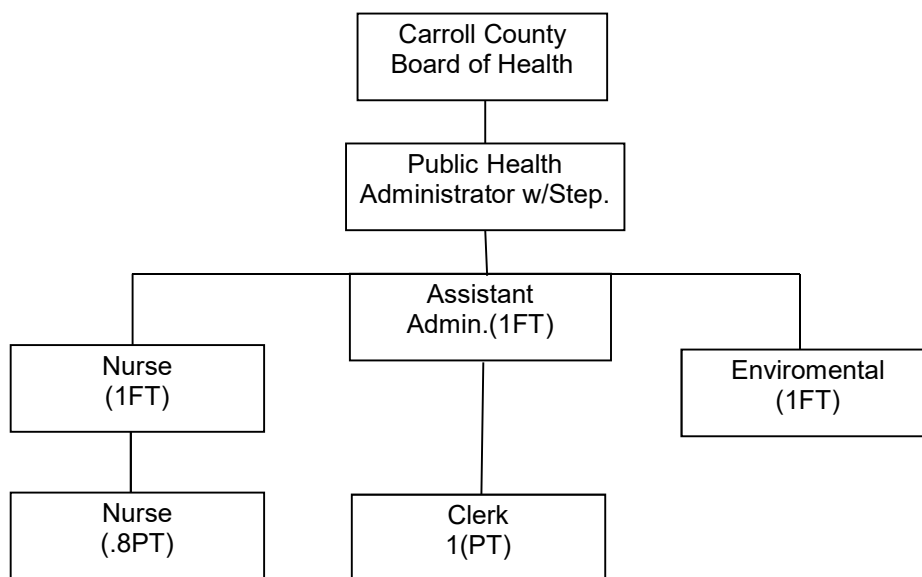 Carroll County
Board of Health
Public Health
Administrator w/Step.
Assistant
Admin.(1FT)
Nurse
(1FT)
Enviromental
(1FT)
Nurse
(.8PT)
Clerk
1(PT)